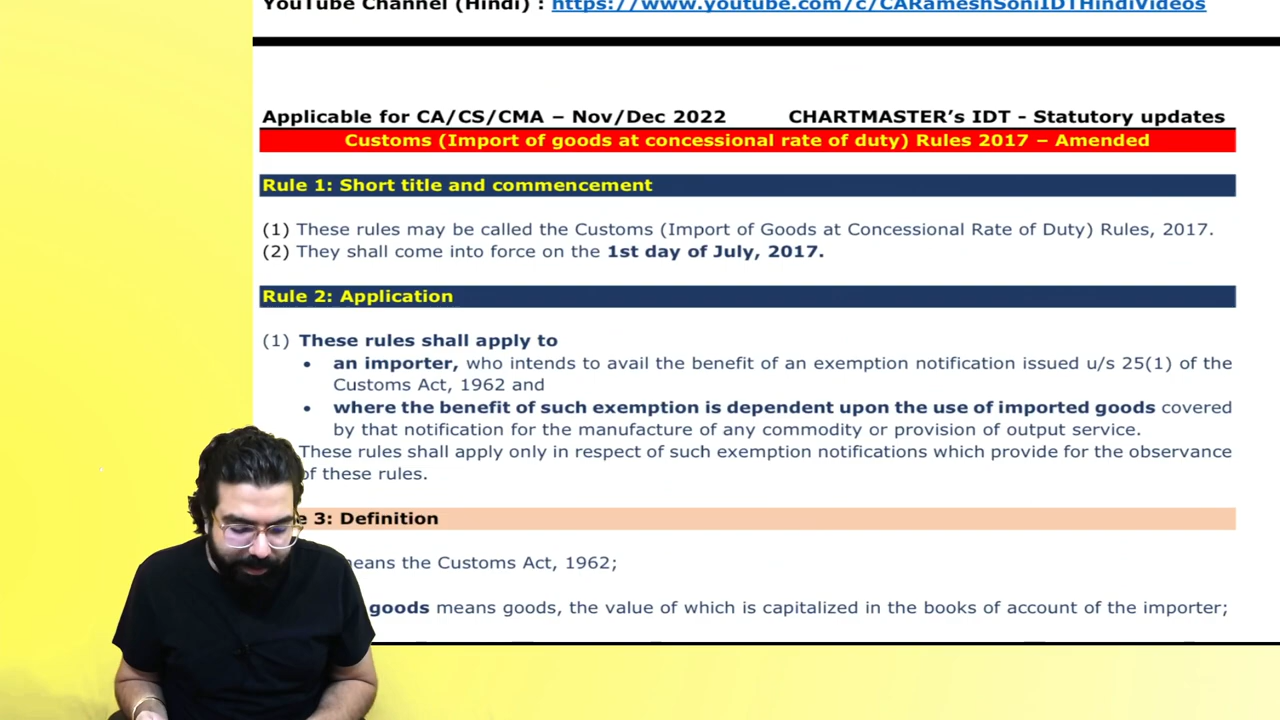 YouTube Channel (Hindi) : https://www.youtube.com/c/CARameshSoniIDTHindiVideos
Applicable for CA/CS/CMA – Nov/Dec 2022 CHARTMASTER’s IDT - Statutory updates
Customs (Import of goods at concessional rate of duty) Rules 2017 – Amended
Rule 1: Short title and commencement
(1) These rules may be called the Customs (Import of Goods at Concessional Rate of Duty) Rules, 2017.
(2) They shall come into force on the 1st day of July, 2017.
Rule 2: Application
(1) These rules shall apply to
• an importer, who intends to avail the benefit of an exemption notification issued u/s 25(1) of the
Customs Act, 1962 and
• where the benefit of such exemption is dependent upon the use of imported goods covered
by that notification for the manufacture of any commodity or provision of output service.
These rules shall apply only in respect of such exemption notifications which provide for the observance
of these rules.
3: Definition
means the Customs Act, 1962;
goods means goods, the value of which is capitalized in the books of account of the importer;